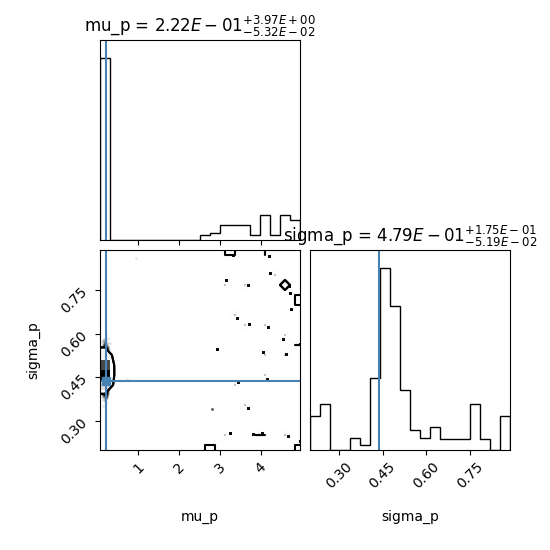 mu_p = 2.22E − 01+3.97E+00
−5.32E−02
sigma_p = 4.79E − 01+1.75E−01
−5.19E−02
sigma_p
0.75
0.60
0.45
0.30
1 2 3 4
mu_p
0.30 0.45 0.60 0.75
sigma_p